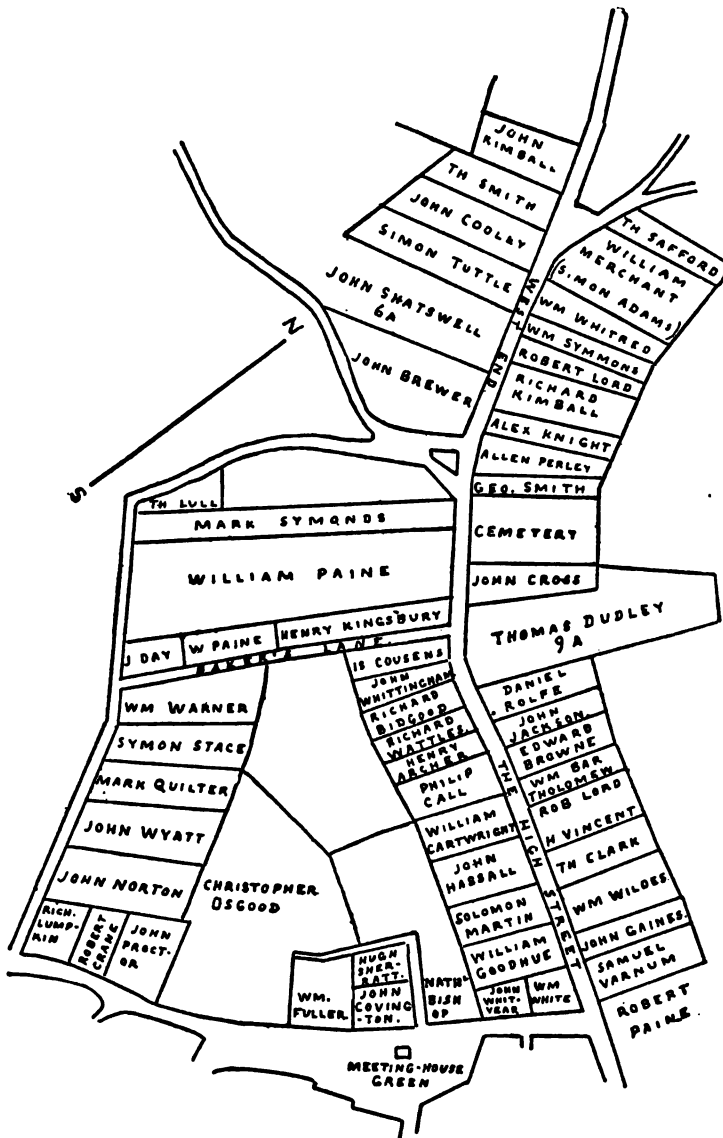 JOHN
KIMBALL
TH SMITH
JOHN COOLEY
SIMON TUTTLE
JOHN SHATSWELL
6A
JOHN BREWER
WEST END.
TH SAFFORD
WILLIAM
MERCHANT
(SIMON ADAMS)
WM WHITRED
WM SYMMONS
ROBERT LORD
RICHARD
KIMBALL
ALEX KNIGHT
ALLEN PERLEY
GEO. SMITH
CEMETERY
JOHN CROSS
THOMAS DUDLEY
9A
N
S
TH LULL
MARK SYMONDS
WILLIAM PAINE
J DAY
W PAINE
HENRY KINGSBURY
BAKER'S LANE
WM WARNER
SYMON STACE
MARK QUILTER
JOHN WYATT
JOHN NORTON
RICH.
LUMP-
KIN
ROBERT
CRANE
JOHN
PROCT-
OR
CHRISTOPHER
OSGOOD
IS COUSENS
JOHN
WHITTINGHAM
RICHARD
BIDGOOD
RICHARD
WATTLES.
HENRY
ARCHER
PHILIP
CALL
WILLIAM
CARTWRIGHT
JOHN
HASSALL
SOLOMON
MARTIN
WILLIAM
GOODHUE
JOHN
WHIT-
YEAR
WM
WHITE
THE HIGH STREET
DANIEL
ROLFE
JOHN
JACKSON
EDWARD
BROWNE
WM BAR
THOLOMEW
ROB LORD
H VINCENT
TH CLARK
WM WILDES.
JOHN GAINES.
SAMUEL
VARNUM
ROBERT
PAINE.
WM.
FULLER
HUGH
SHER-
RATT.
JOHN
COVING
-TON.
NATHL
BISH
OP
MEETING-HOUSE
GREEN